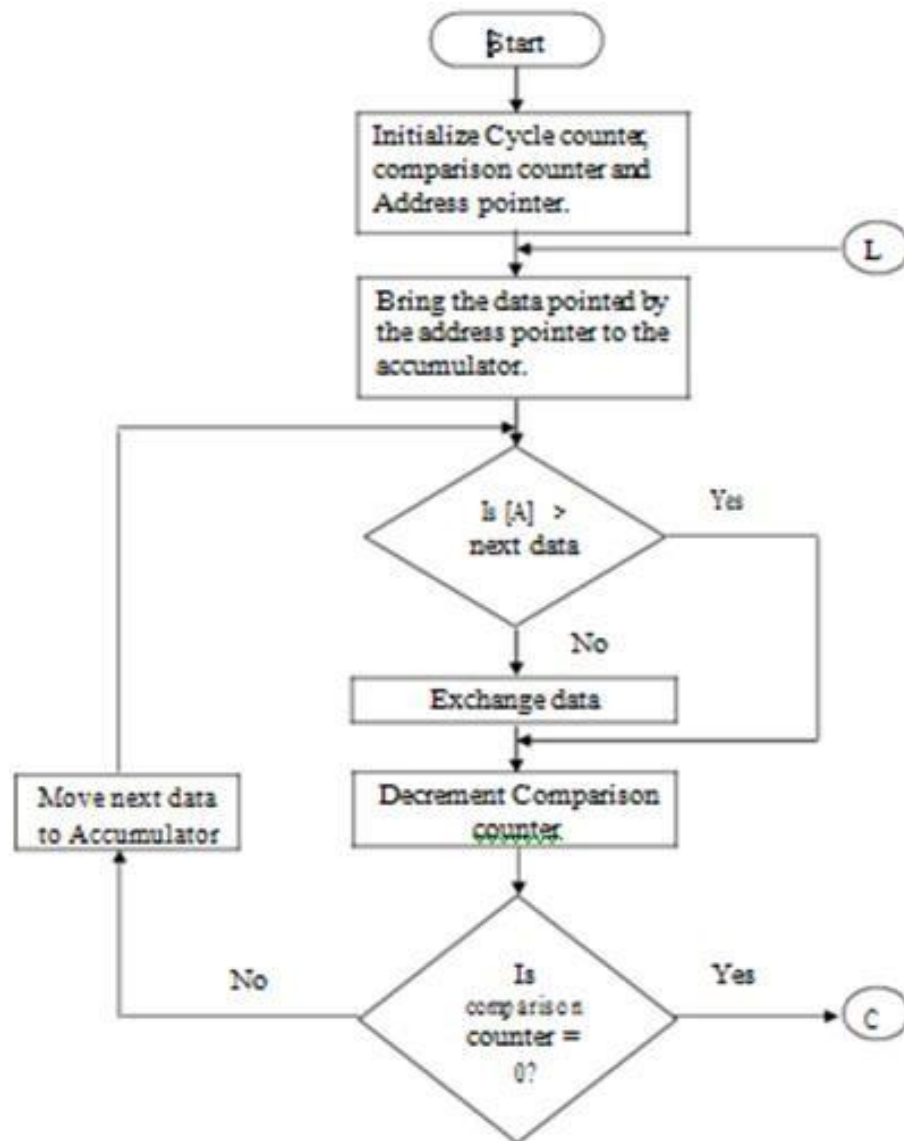 Start
Initialize Cycle counter,
comparison counter and
Address pointer.
L
Bring the data pointed by
the address pointer to the
accumulator.
Is [A] >
next data
Yes
No
Exchange data
Decrement Comparison
counter.
Move next data
to Accumulator
No
Is
comparison
counter =
0?
Yes
C